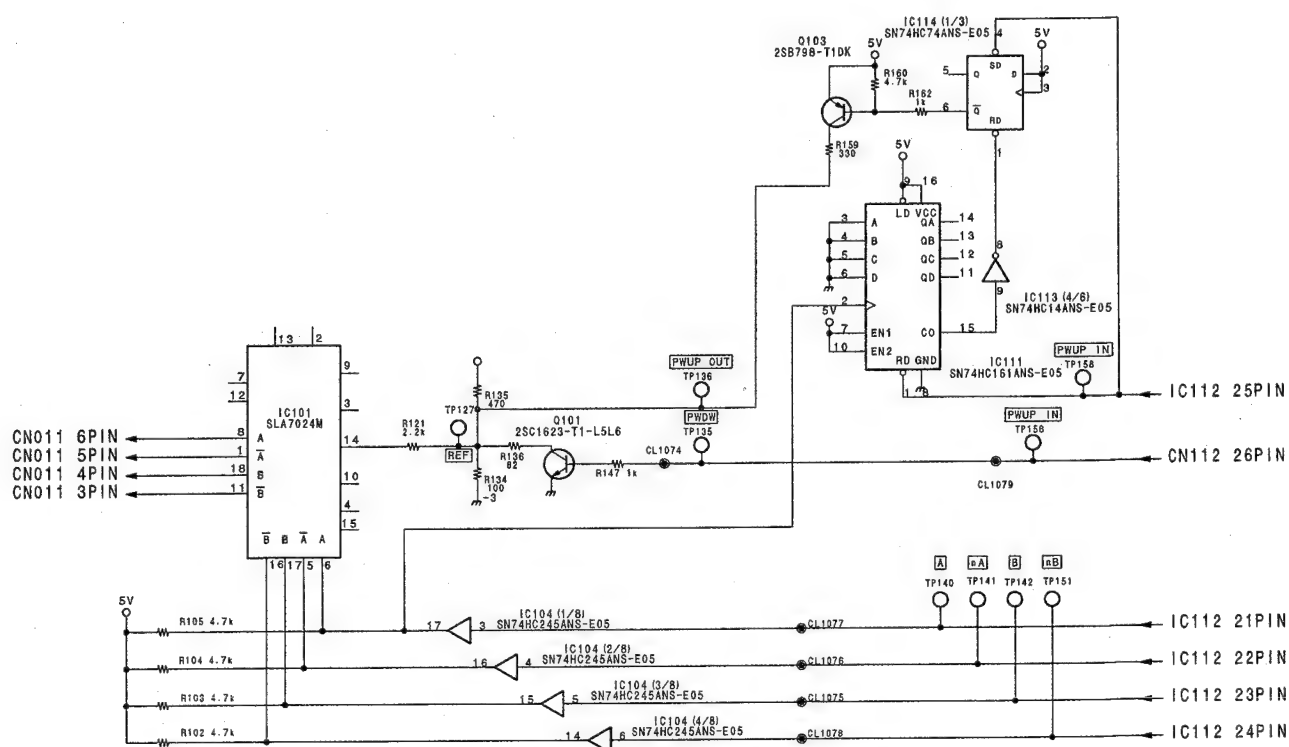 IC114 (1/3)
SN74HC74ANS-E05
4
5V
SD
5
Q
D
2
3
6
Q
RD
1
Q103
2SB798-T1DK
5V
R160
4.7k
R162
1k
R159
330
5V
9
16
LD VCC
3
A
QA
14
4
B
QB
13
5
C
QC
12
6
D
QD
11
2
5V
7
EN1
CO
15
10
EN2
RD GND
1
8
8
9
IC113 (4/6)
SN74HC14ANS-E05
IC111
SN74HC161ANS-E05
PWUP IN
TP158
IC112 25PIN
PWUP OUT
TP136
PWDW
TP135
PWUP IN
TP156
CN112 26PIN
CL1074
CL1079
R147 1k
Q101
2SC1623-T1-L5L6
R135
470
TP127
REF
R121
2.2k
R136
82
R134
100
-3
13
2
7
12
9
3
IC101
SLA7024M
14
10
4
15
CN011 6PIN
8
A
CN011 5PIN
1
A
CN011 4PIN
18
B
CN011 3PIN
11
B
B
B
A
A
16
17
5
6
5V
R105 4.7k
17
3
IC104 (1/8)
SN74HC245ANS-E05
CL1077
A
TP140
nA
TP141
B
TP142
nB
TP151
IC112 21PIN
R104 4.7k
16
4
IC104 (2/8)
SN74HC245ANS-E05
CL1076
IC112 22PIN
R103 4.7k
15
5
IC104 (3/8)
SN74HC245ANS-E05
CL1075
IC112 23PIN
R102 4.7k
14
6
IC104 (4/8)
SN74HC245ANS-E05
CL1078
IC112 24PIN